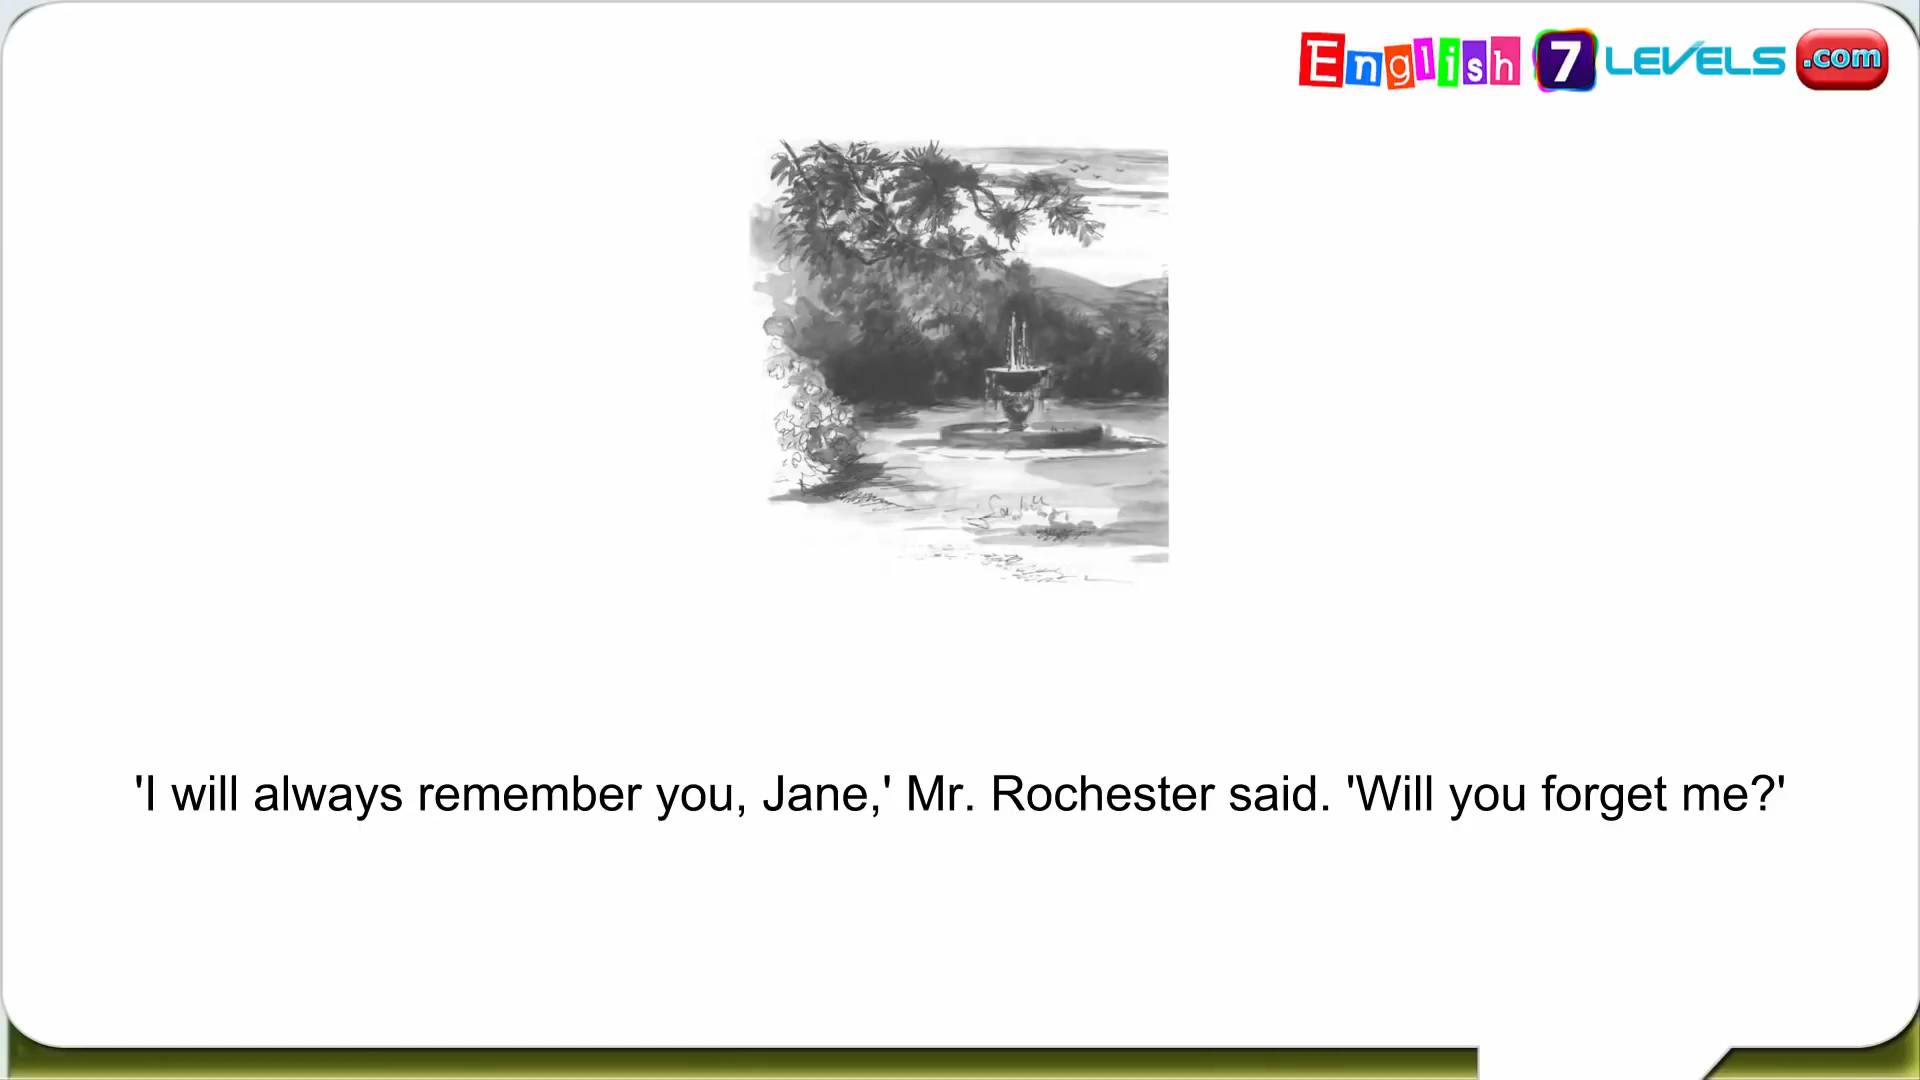 English 7 LEVELS .com
'I will always remember you, Jane,' Mr. Rochester said. 'Will you forget me?'